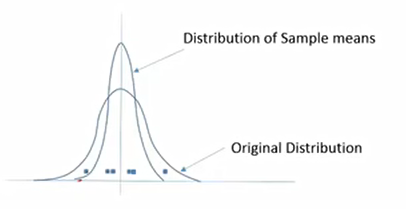 Distribution of Sample means
Original Distribution